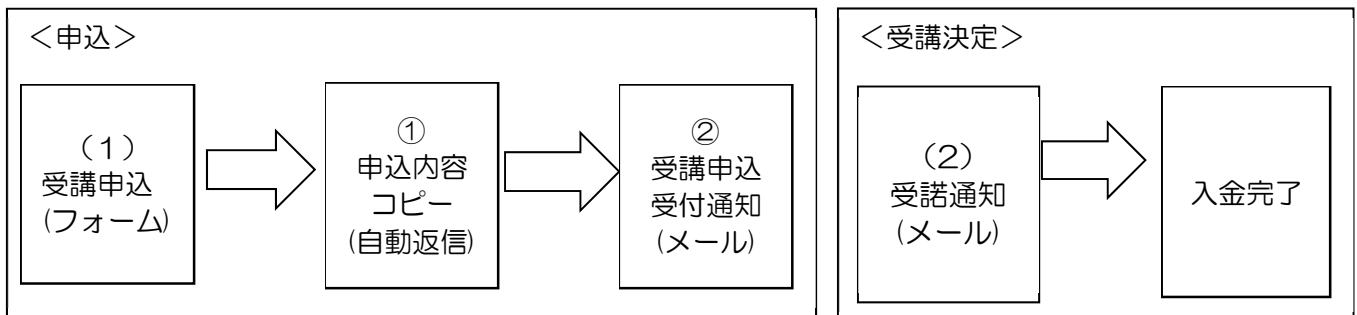 ＜申込＞
（１）
受講申込
(フォーム)
①
申込内容
コピー
(自動返信)
②
受講申込
受付通知
(メール)
＜受講決定＞
（２）
受諾通知
(メール)
入金完了